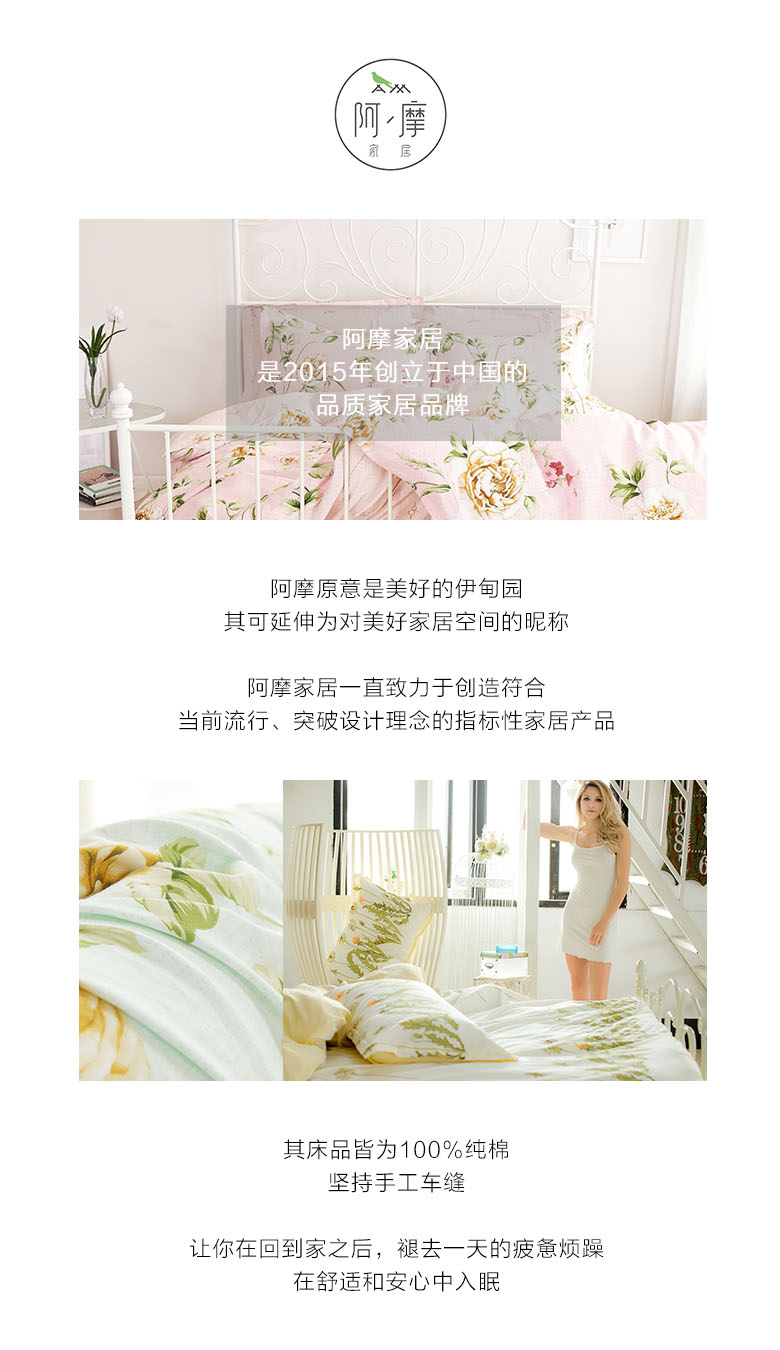 阿摩
家居
阿摩家居
是2015年创立于中国的
品质家居品牌
阿摩原意是美好的伊甸园
其可延伸为对美好家居空间的昵称
阿摩家居一直致力于创造符合
当前流行、突破设计理念的指标性家居产品
10
9
8
6
其床品皆为100%纯棉
坚持手工车缝
让你在回到家之后，褪去一天的疲惫烦躁
在舒适和安心中入眠